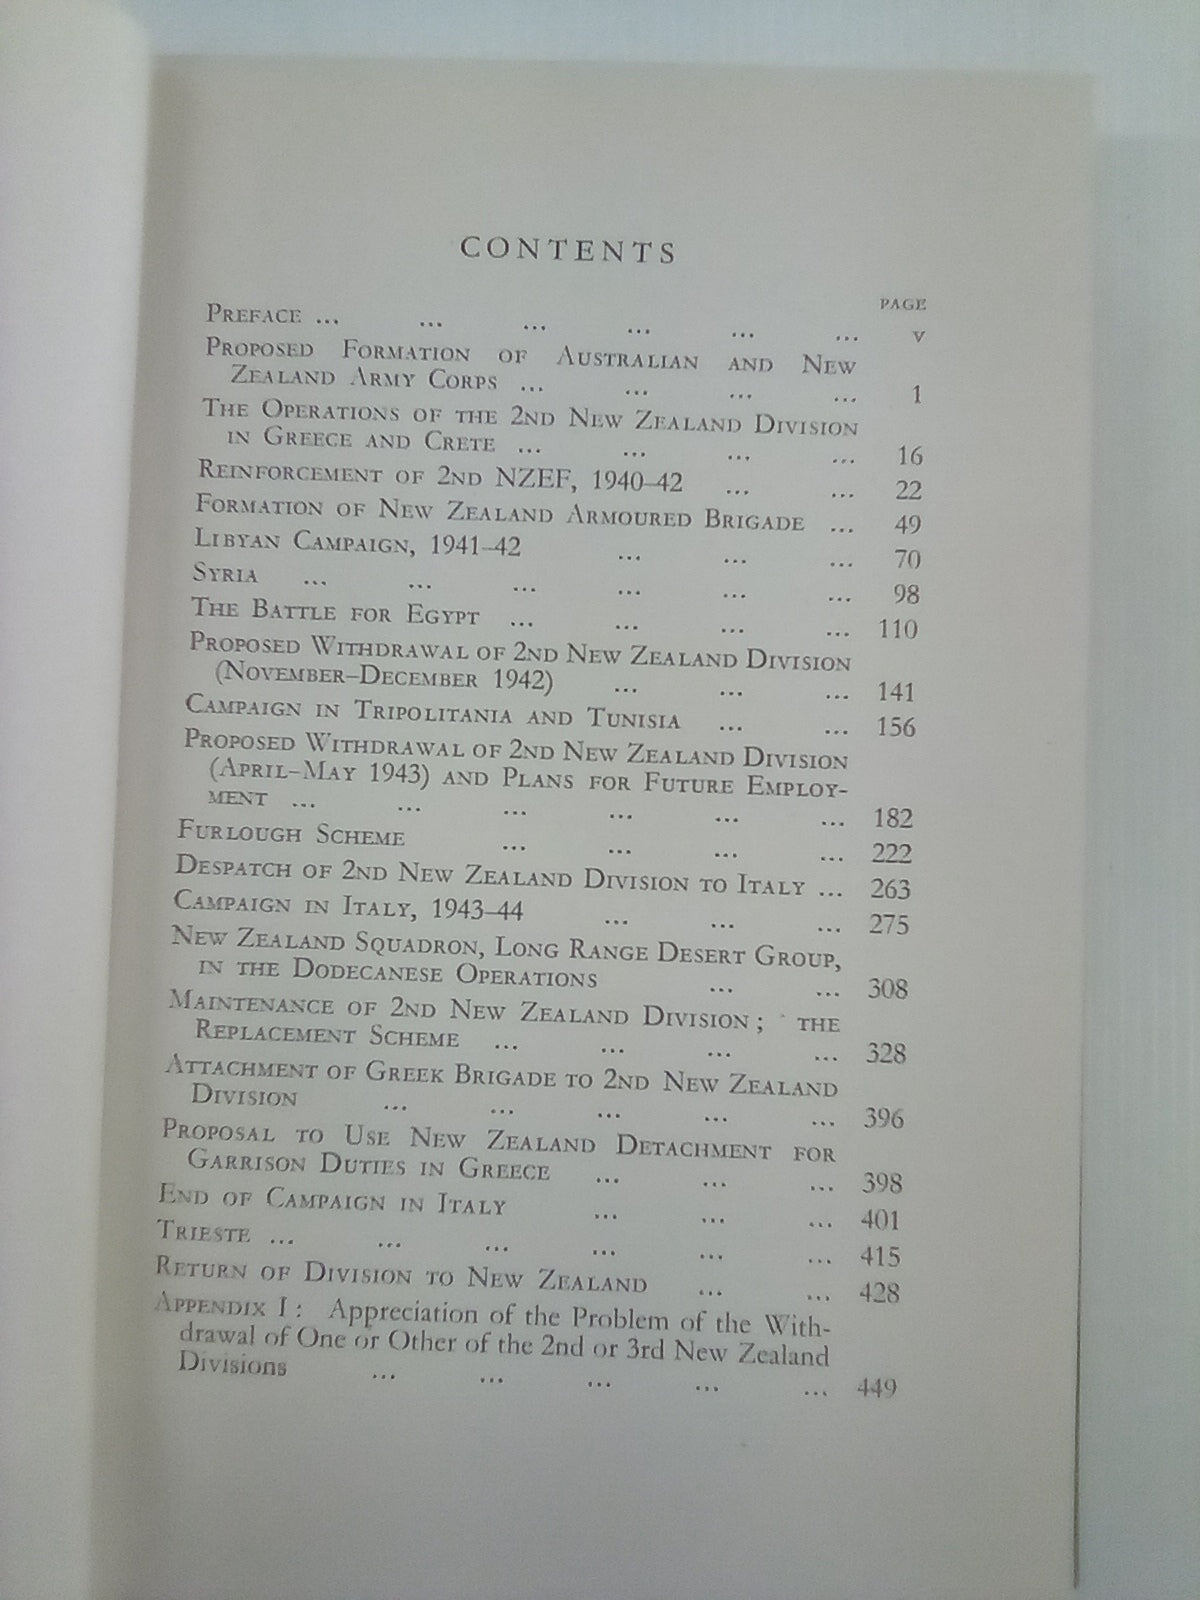 CONTENTS
PAGE
PREFACE ... ... ... ... ... ... v
PROPOSED FORMATION OF AUSTRALIAN AND NEW
ZEALAND ARMY CORPS ... ... ... ... 1
THE OPERATIONS OF THE 2ND NEW ZEALAND DIVISION
IN GREECE AND CRETE ... ... ... ... 16
REINFORCEMENT OF 2ND NZEF, 1940–42 ... ... 22
FORMATION OF NEW ZEALAND ARMOURED BRIGADE ... 49
LIBYAN CAMPAIGN, 1941–42 ... ... ... 70
SYRIA ... ... ... ... ... ... 98
THE BATTLE FOR EGYPT ... ... ... ... 110
PROPOSED WITHDRAWAL OF 2ND NEW ZEALAND DIVISION
(NOVEMBER–DECEMBER 1942) ... ... ... 141
CAMPAIGN IN TRIPOLITANIA AND TUNISIA ... ... 156
PROPOSED WITHDRAWAL OF 2ND NEW ZEALAND DIVISION
(APRIL–MAY 1943) AND PLANS FOR FUTURE EMPLOY-
MENT ... ... ... ... ... ... 182
FURLOUGH SCHEME ... ... ... ... 222
DESPATCH OF 2ND NEW ZEALAND DIVISION TO ITALY ... 263
CAMPAIGN IN ITALY, 1943–44 ... ... ... 275
NEW ZEALAND SQUADRON, LONG RANGE DESERT GROUP,
IN THE DODECANESE OPERATIONS ... ... 308
MAINTENANCE OF 2ND NEW ZEALAND DIVISION; THE
REPLACEMENT SCHEME ... ... ... ... 328
ATTACHMENT OF GREEK BRIGADE TO 2ND NEW ZEALAND
DIVISION ... ... ... ... ... 396
PROPOSAL TO USE NEW ZEALAND DETACHMENT FOR
GARRISON DUTIES IN GREECE ... ... ... 398
END OF CAMPAIGN IN ITALY ... ... ... 401
TRIESTE ... ... ... ... ... ... 415
RETURN OF DIVISION TO NEW ZEALAND ... ... 428
APPENDIX I: Appreciation of the Problem of the With-
drawal of One or Other of the 2nd or 3rd New Zealand
Divisions ... ... ... ... ... 449